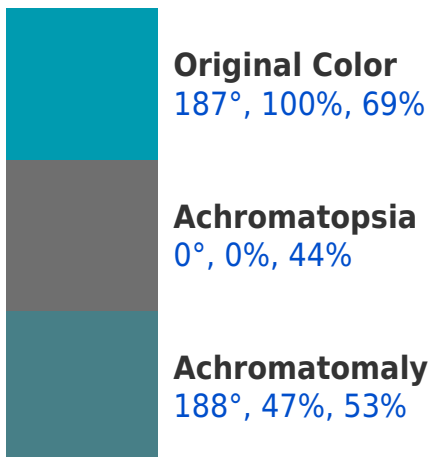 Original Color
187°, 100%, 69%
Achromatopsia
0°, 0%, 44%
Achromatomaly
188°, 47%, 53%